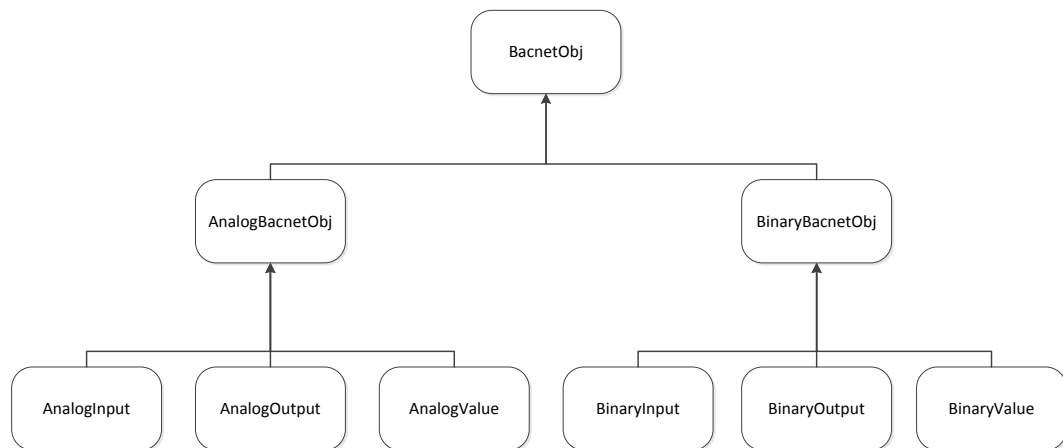 BacnetObj
AnalogBacnetObj
BinaryBacnetObj
AnalogInput
AnalogOutput
AnalogValue
BinaryInput
BinaryOutput
BinaryValue